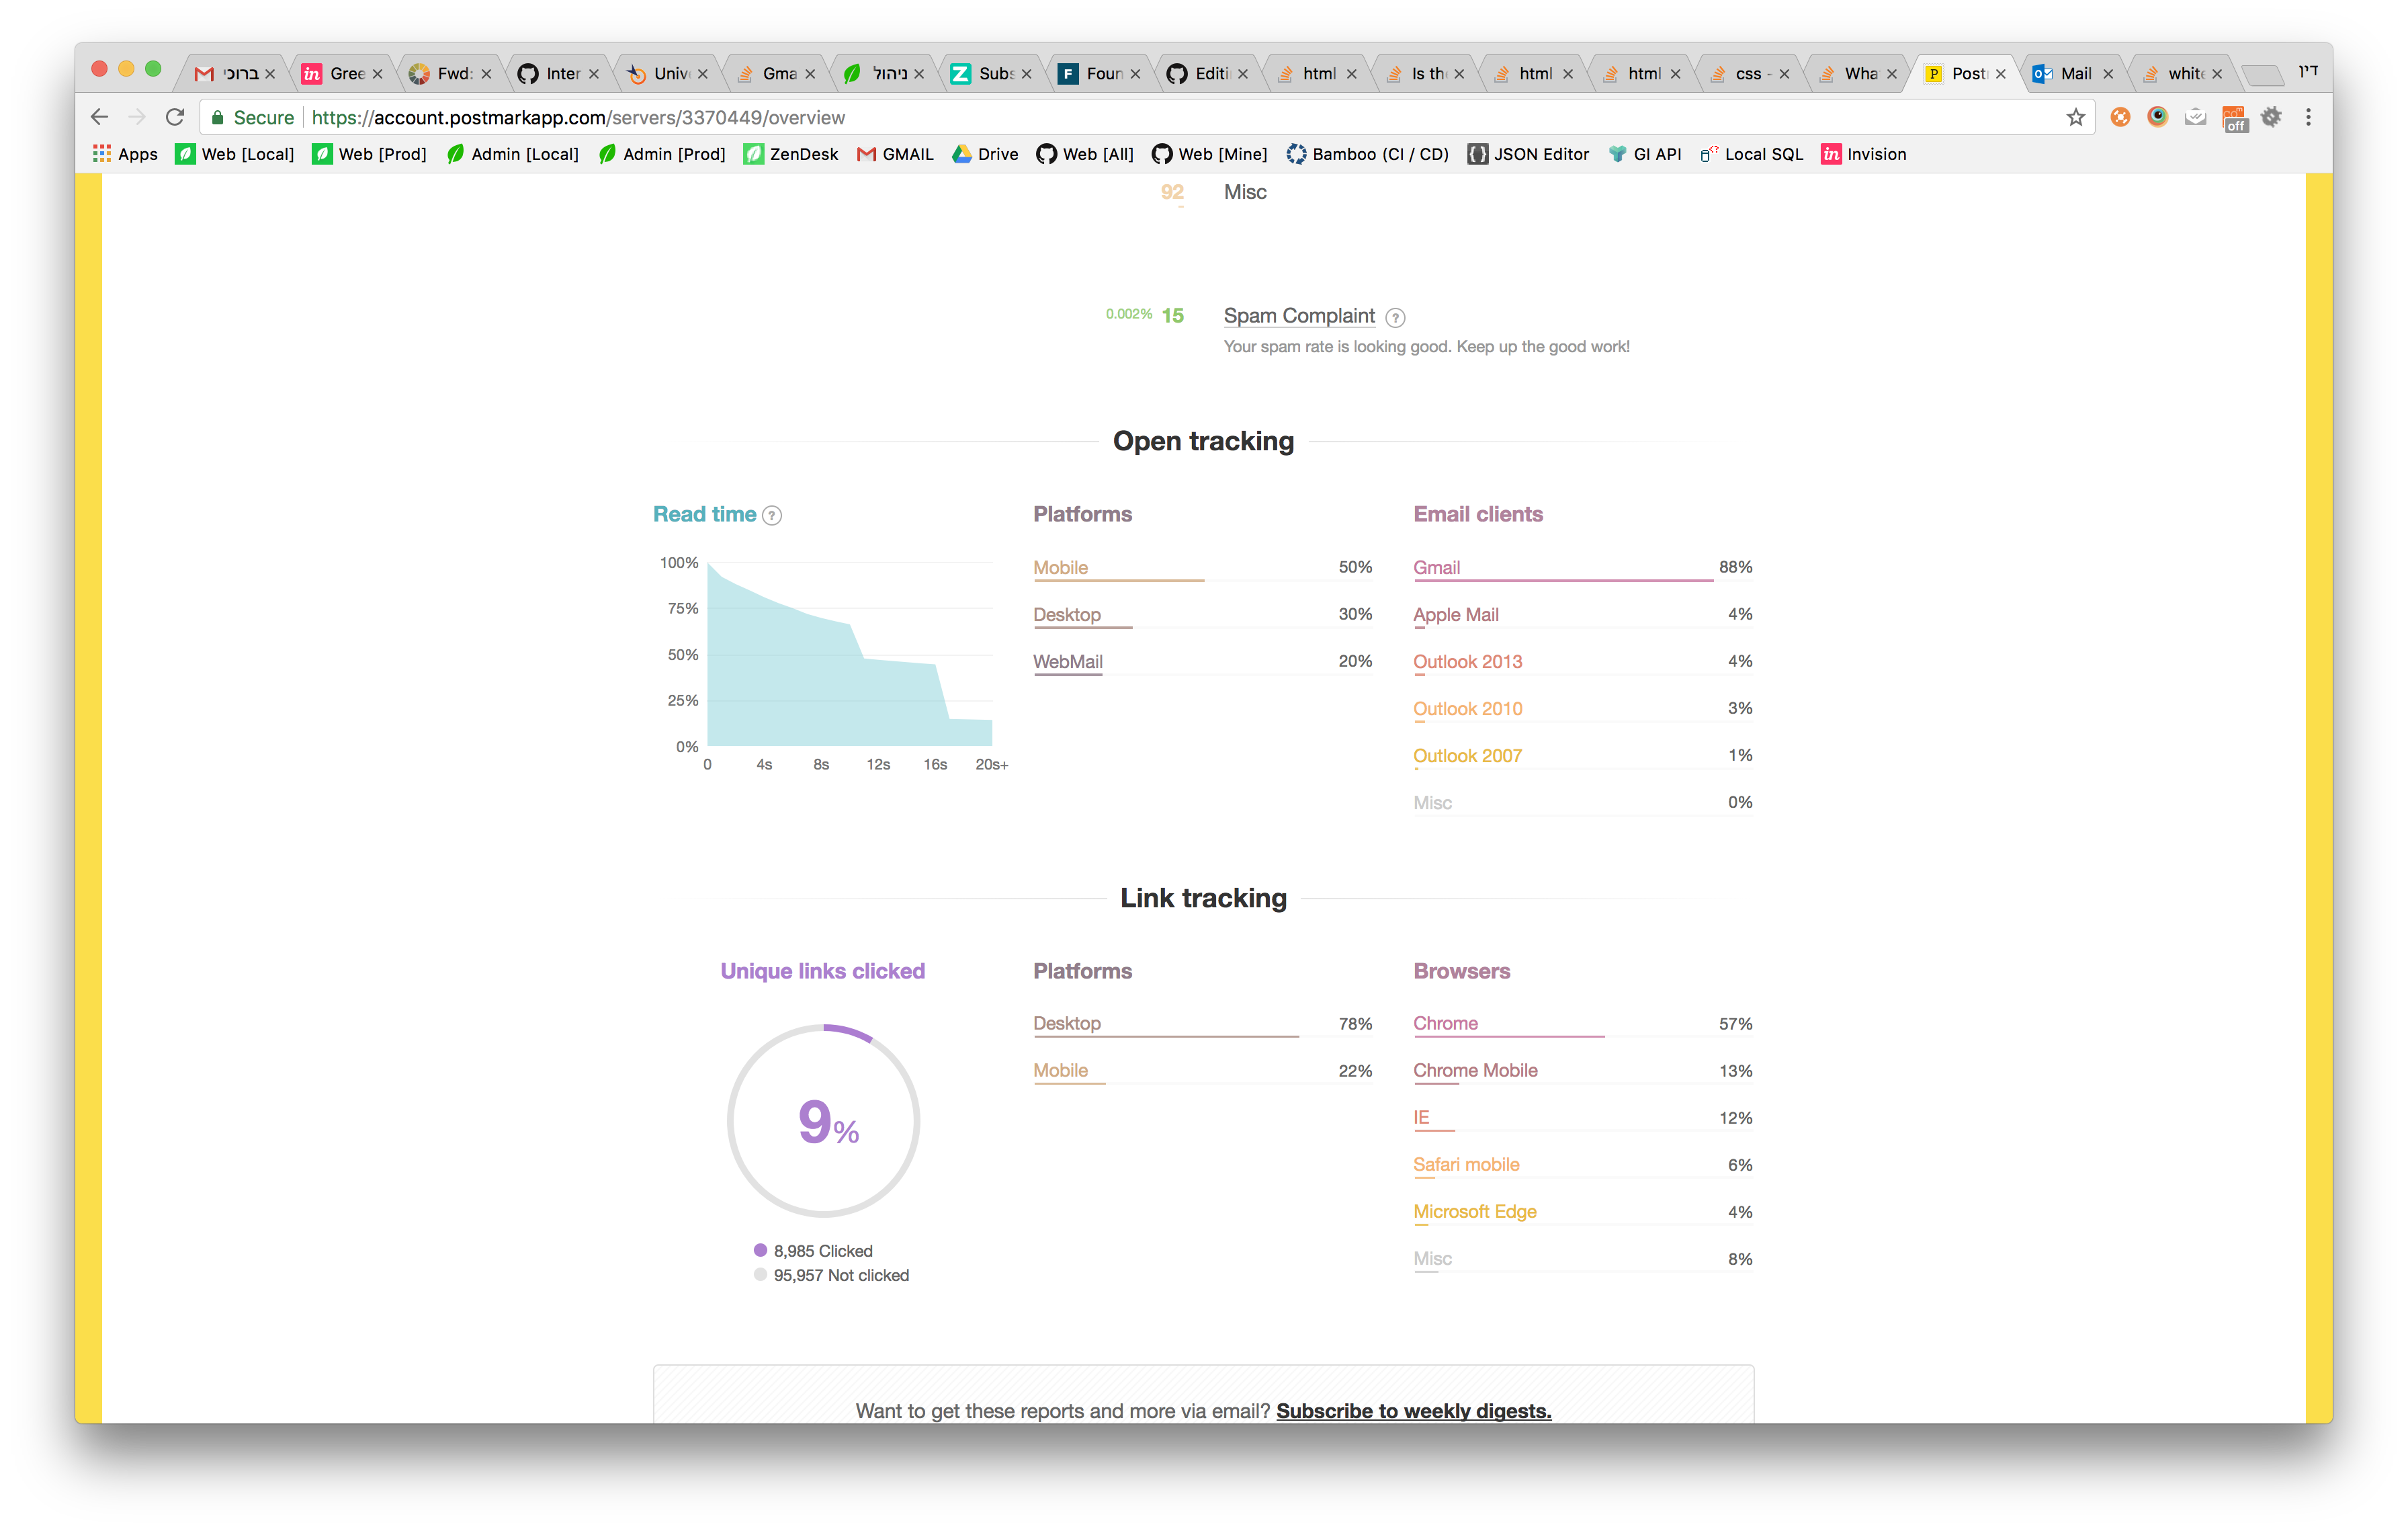 ברוכי Gree Fwd: Inter Univ Gma ניהול Subs Four Editi html Is th html html css - Wha Post Mail white דין
Secure https://account.postmarkapp.com/servers/3370449/overview off
Apps Web [Local] Web [Prod] Admin [Local] Admin [Prod] ZenDesk GMAIL Drive Web [All] Web [Mine] Bamboo (CI / CD) JSON Editor GI API Local SQL Invision
92 Misc
0.002% 15 Spam Complaint ?
Your spam rate is looking good. Keep up the good work!
Open tracking
Read time ?
100%
75%
50%
25%
0%
0 4s 8s 12s 16s 20s+
Platforms
Mobile 50%
Desktop 30%
WebMail 20%
Email clients
Gmail 88%
Apple Mail 4%
Outlook 2013 4%
Outlook 2010 3%
Outlook 2007 1%
Misc 0%
Link tracking
Unique links clicked
9%
8,985 Clicked
95,957 Not clicked
Platforms
Desktop 78%
Mobile 22%
Browsers
Chrome 57%
Chrome Mobile 13%
IE 12%
Safari mobile 6%
Microsoft Edge 4%
Misc 8%
Want to get these reports and more via email? Subscribe to weekly digests.